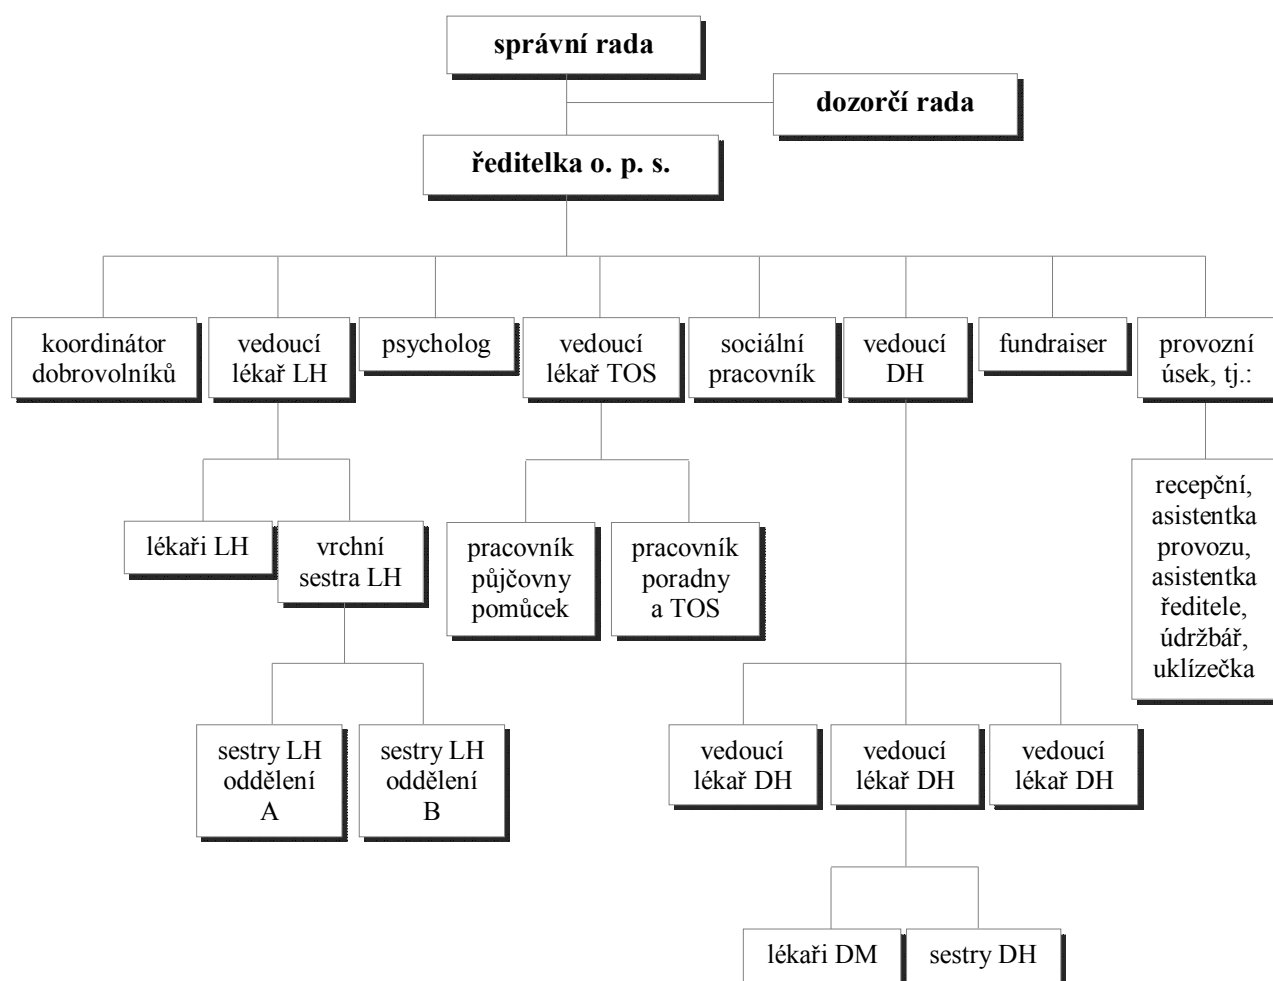 správní rada
dozorčí rada
ředitelka o. p. s.
koordinátor
dobrovolníků
vedoucí
lékař LH
psycholog
vedoucí
lékař TOS
sociální
pracovník
vedoucí
DH
fundraiser
provozní
úsek, tj.:
lékaři LH
vrchní
sestra LH
pracovník
půjčovny
pomůcek
pracovník
poradny
a TOS
recepční,
asistentka
provozu,
asistentka
ředitele,
údržbář,
uklízečka
sestry LH
oddělení
A
sestry LH
oddělení
B
vedoucí
lékař DH
vedoucí
lékař DH
vedoucí
lékař DH
lékaři DM
sestry DH